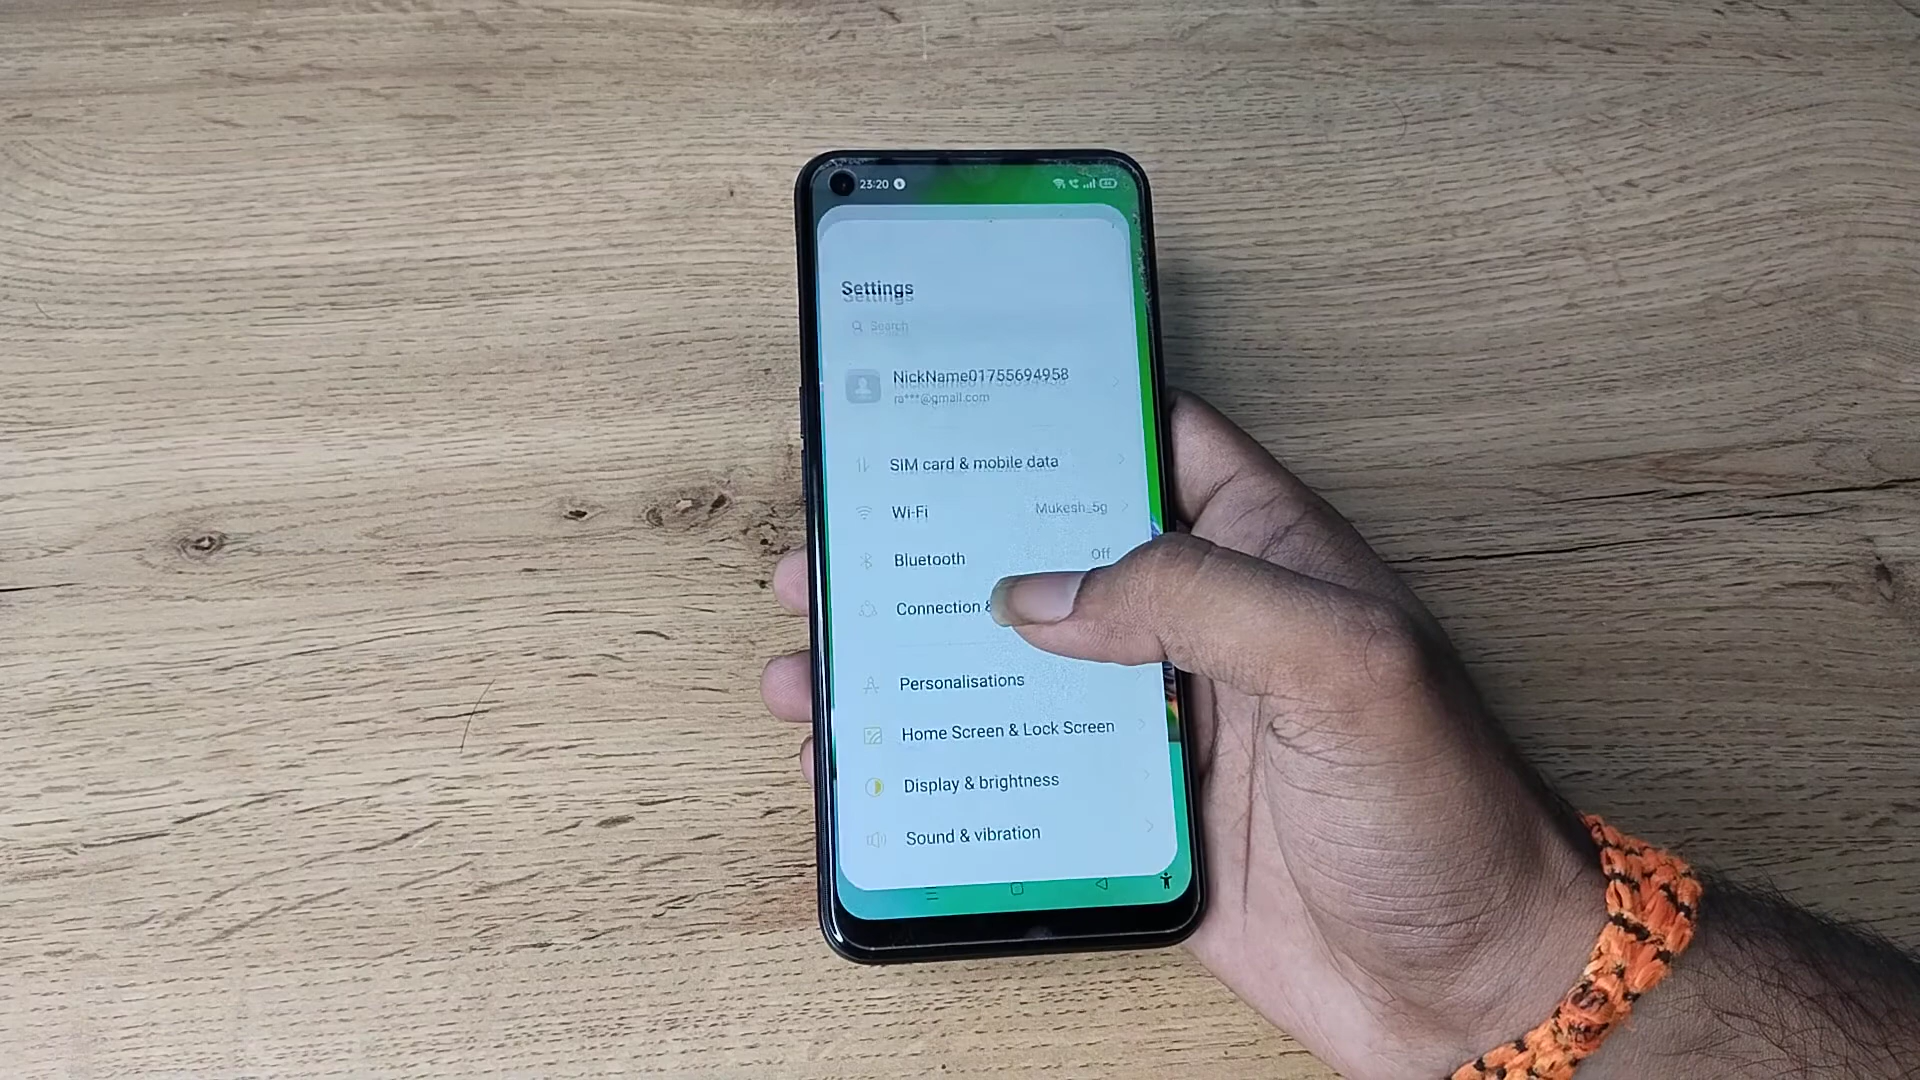 23:20
Settings
Search
NickName01755694958
ra***@gmail.com
SIM card & mobile data
Wi-Fi Mukesh_5g
Bluetooth Off
Connection &
Personalisations
Home Screen & Lock Screen
Display & brightness
Sound & vibration